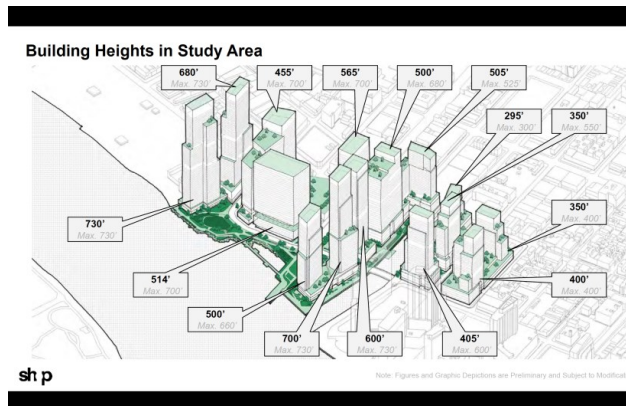 Building Heights in Study Area
680'
Max. 730'
455'
Max. 700'
565'
Max. 700'
500'
Max. 680'
505'
Max. 525'
295'
Max. 300'
350'
Max. 550'
730'
Max. 730'
350'
Max. 400'
514'
Max. 700'
400'
Max. 400'
500'
Max. 660'
700'
Max. 730'
600'
Max. 730'
405'
Max. 600'
shop
Note: Figures and Graphic Depictions are Preliminary and Subject to Modificat